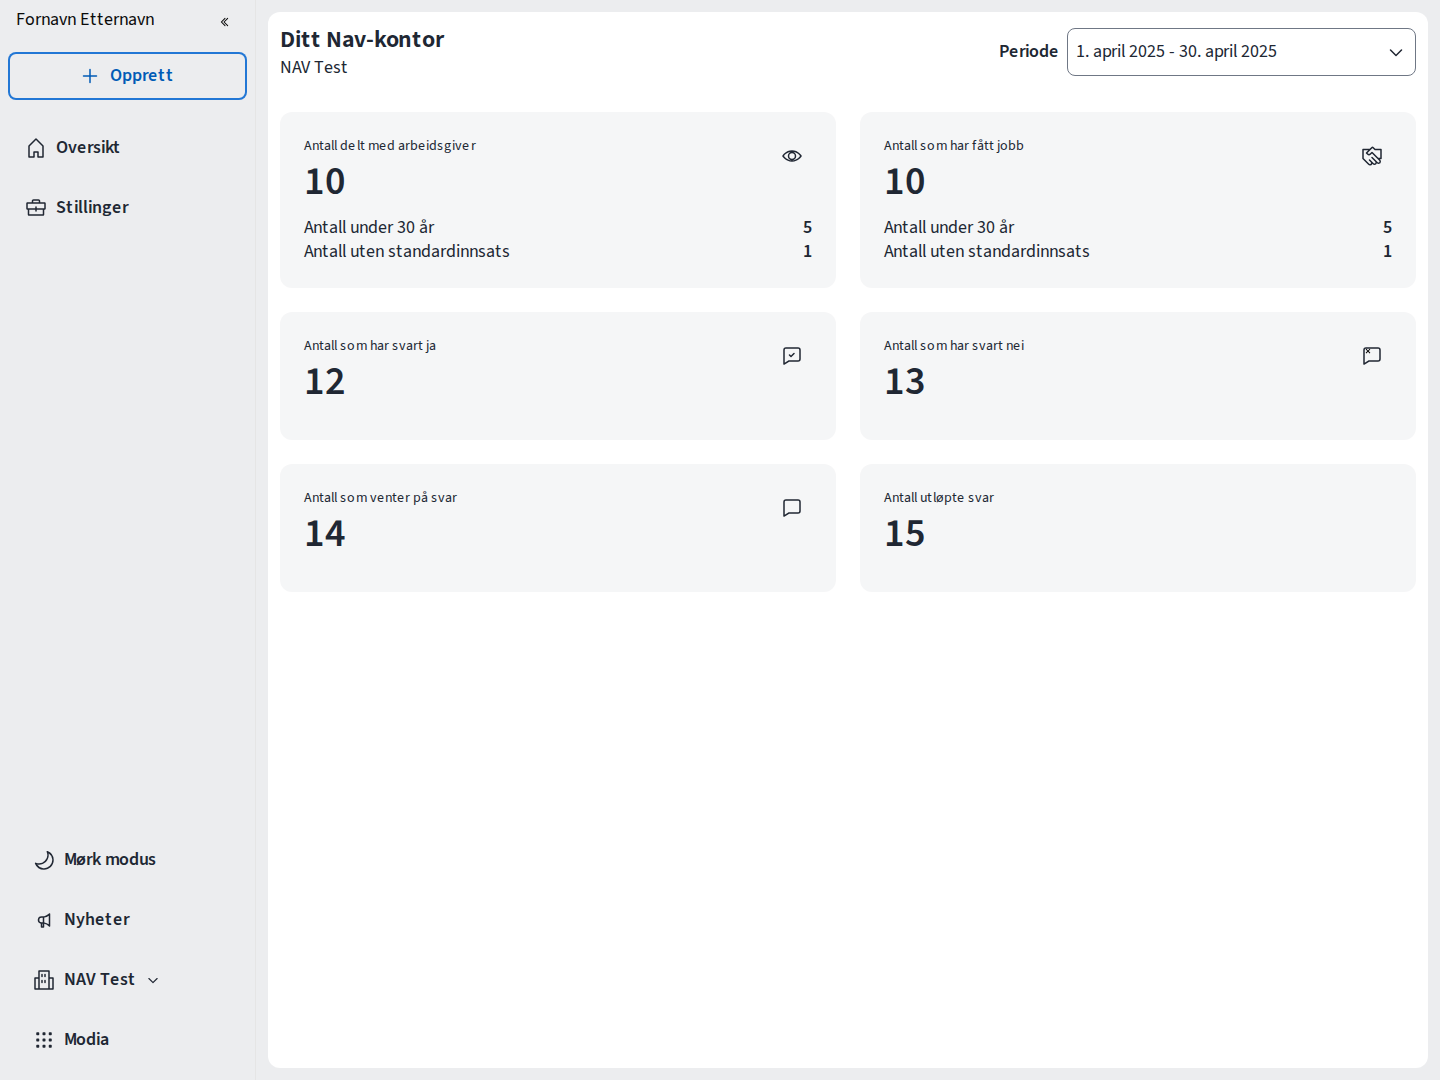 Fornavn Etternavn
Opprett
Oversikt
Stillinger
Mørk modus
Nyheter
NAV Test
Modia
Ditt Nav-kontor
NAV Test
Periode
1. april 2025 - 30. april 2025
Antall delt med arbeidsgiver
10
Antall under 30 år 5
Antall uten standardinnsats 1
Antall som har fått jobb
10
Antall under 30 år 5
Antall uten standardinnsats 1
Antall som har svart ja
12
Antall som har svart nei
13
Antall som venter på svar
14
Antall utløpte svar
15